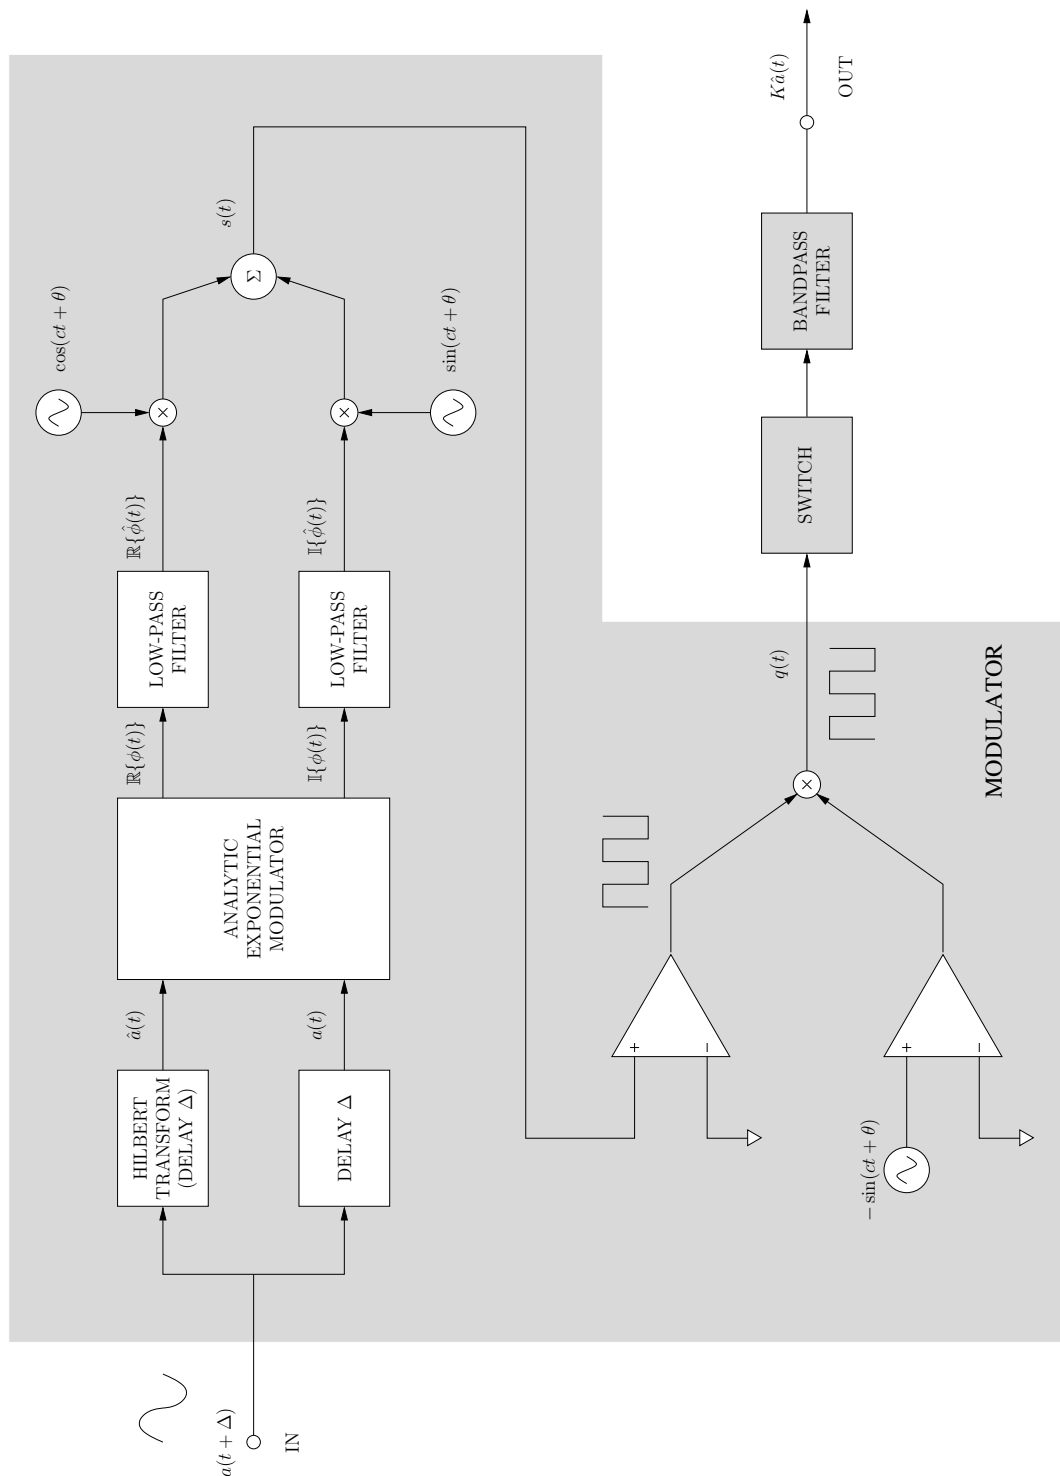 a(t + Δ)
IN
HILBERT
TRANSFORM
(DELAY Δ)
DELAY Δ
â(t)
a(t)
ANALYTIC
EXPONENTIAL
MODULATOR
ℝ{ϕ(t)}
𝕀{ϕ(t)}
LOW-PASS
FILTER
LOW-PASS
FILTER
ℝ{ϕ̂(t)}
𝕀{ϕ̂(t)}
cos(ct + θ)
×
×
sin(ct + θ)
Σ
s(t)
+
−
− sin(ct + θ)
+
−
×
q(t)
MODULATOR
SWITCH
BANDPASS
FILTER
Kâ(t)
OUT